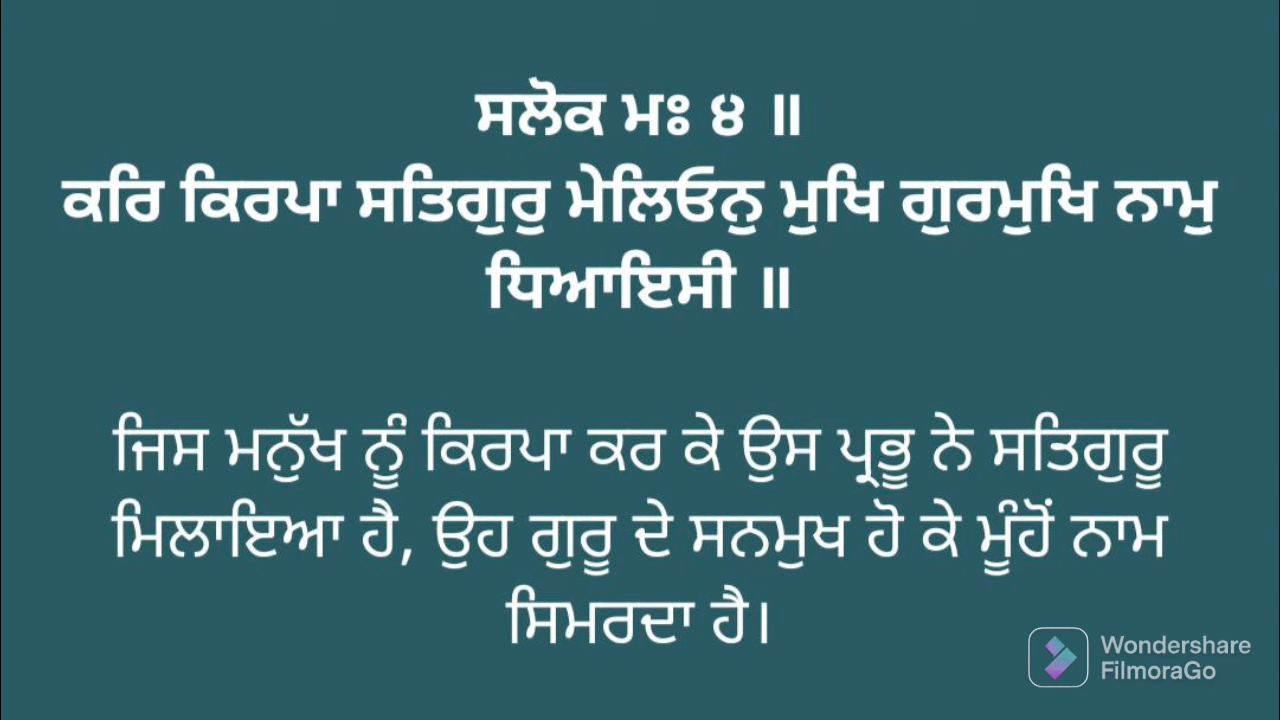 ਸਲੋਕ ਮਃ ੪ ॥
ਕਰਿ ਕਿਰਪਾ ਸਤਿਗੁਰੁ ਮੇਲਿਓਨੁ ਮੁਖਿ ਗੁਰਮੁਖਿ ਨਾਮੁ
ਧਿਆਇਸੀ ॥
ਜਿਸ ਮਨੁੱਖ ਨੂੰ ਕਿਰਪਾ ਕਰ ਕੇ ਉਸ ਪ੍ਰਭੂ ਨੇ ਸਤਿਗੁਰੂ
ਮਿਲਾਇਆ ਹੈ, ਉਹ ਗੁਰੂ ਦੇ ਸਨਮੁਖ ਹੋ ਕੇ ਮੂੰਹੋਂ ਨਾਮ
ਸਿਮਰਦਾ ਹੈ।
Wondershare
FilmoraGo